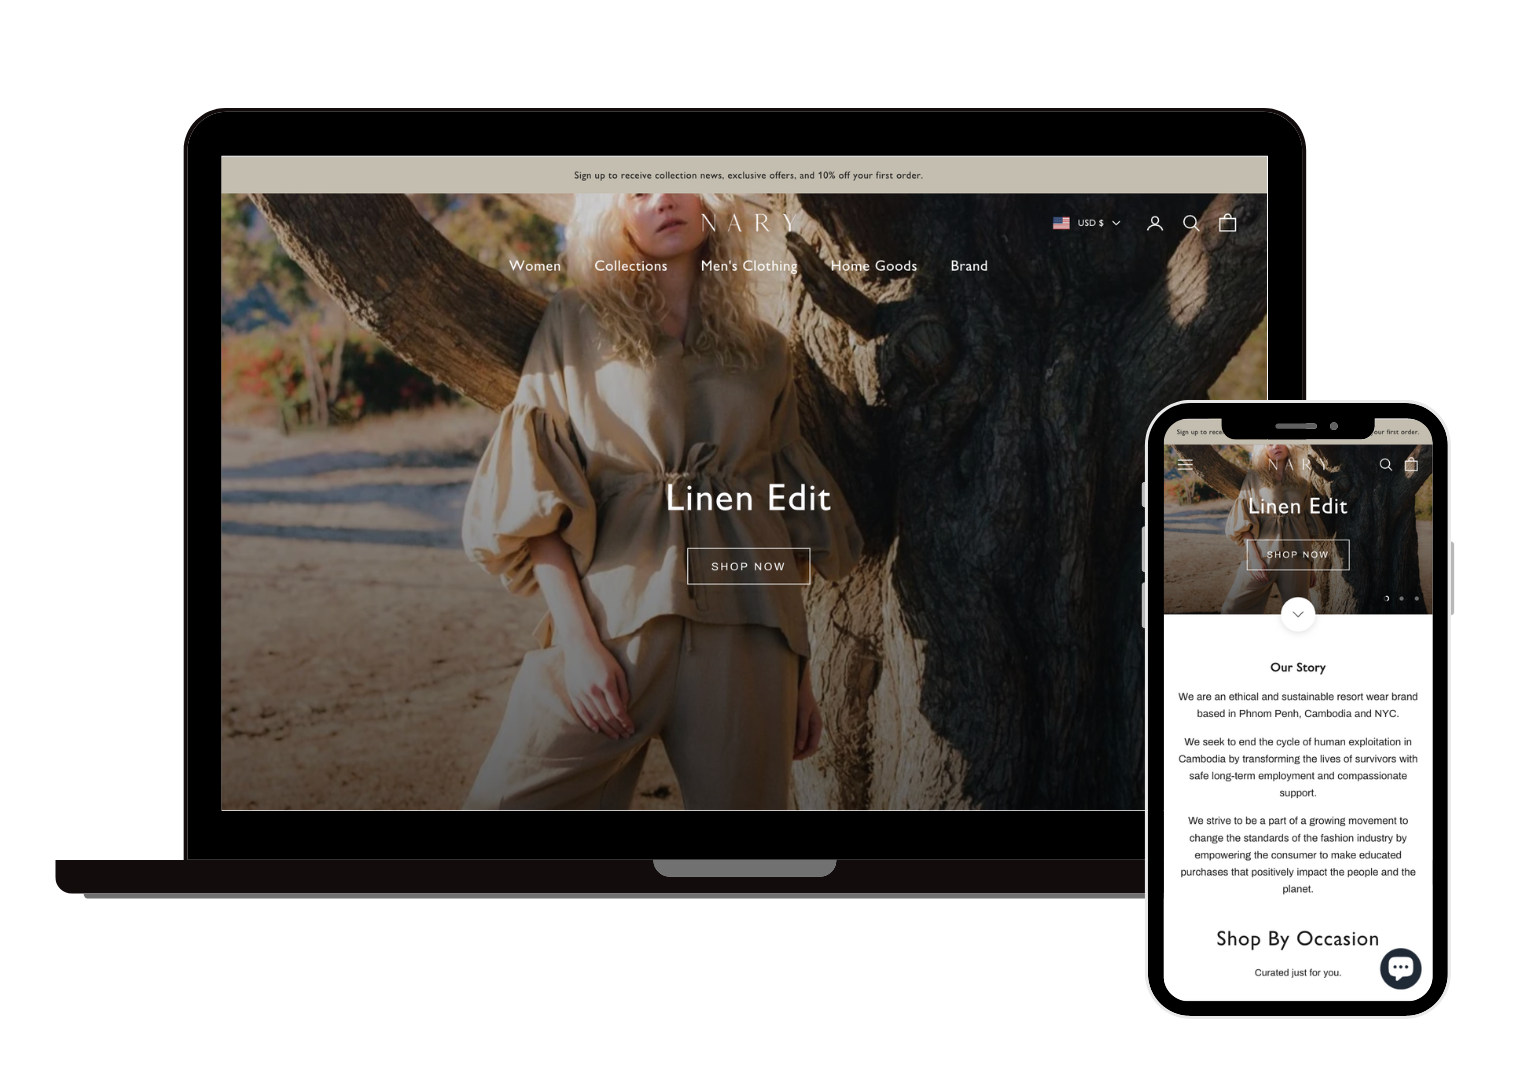 Sign up to receive collection news, exclusive offers, and 10% off your first order.
NARY
USD $
Women Collections Men's Clothing Home Goods Brand
Linen Edit
SHOP NOW
Sign up to rece
our first order.
NARY
Linen Edit
SHOP NOW
Our Story
We are an ethical and sustainable resort wear brand
based in Phnom Penh, Cambodia and NYC.
We seek to end the cycle of human exploitation in
Cambodia by transforming the lives of survivors with
safe long-term employment and compassionate
support.
We strive to be a part of a growing movement to
change the standards of the fashion industry by
empowering the consumer to make educated
purchases that positively impact the people and the
planet.
Shop By Occasion
Curated just for you.